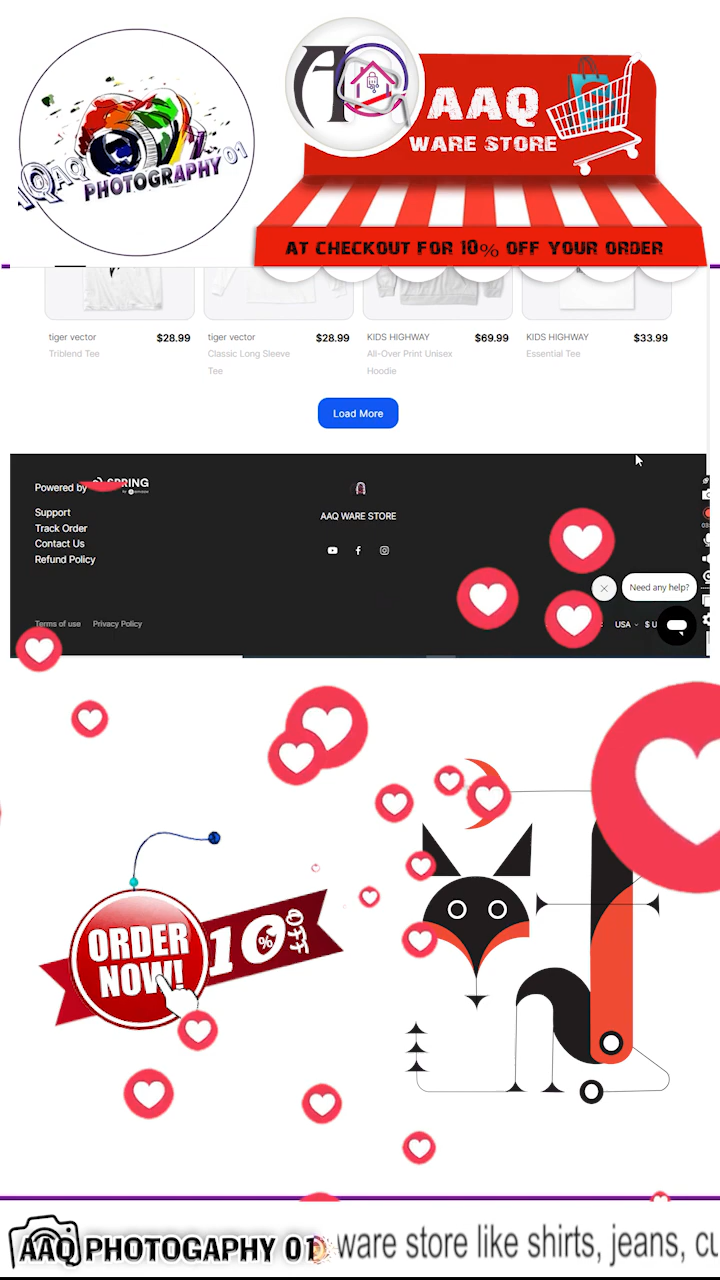 AAQ
PHOTOGRAPHY 01
AAQ
WARE STORE
AT CHECKOUT FOR 10% OFF YOUR ORDER
tiger vector $28.99
Triblend Tee
tiger vector $28.99
Classic Long Sleeve
Tee
KIDS HIGHWAY $69.99
All-Over Print Unisex
Hoodie
KIDS HIGHWAY $33.99
Essential Tee
Load More
Powered by SPRING
Support
Track Order
Contact Us
Refund Policy
AAQ WARE STORE
Need any help?
Terms of use Privacy Policy
USA $ U
ORDER
NOW!
10% OFF
AAQ PHOTOGAPHY 01
ware store like shirts, jeans, cu